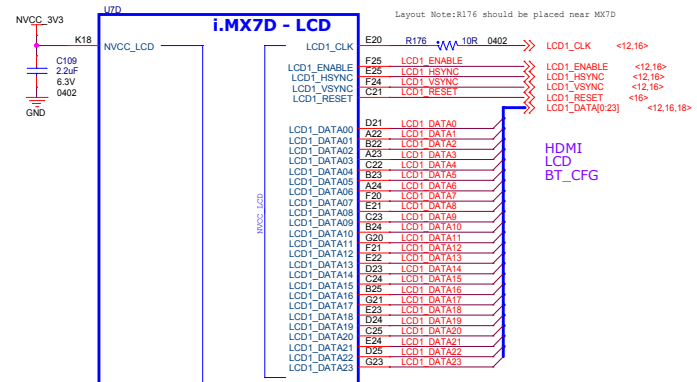 U7D
Layout Note:R176 should be placed near MX7D
NVCC_3V3
i.MX7D - LCD
K18 NVCC_LCD
LCD1_CLK E20 R176 10R 0402 LCD1_CLK <12,16>
C109
2.2uF
6.3V
0402
GND
LCD1_ENABLE F25 LCD1_ENABLE LCD1_ENABLE <12,16>
LCD1_HSYNC E25 LCD1_HSYNC LCD1_HSYNC <12,16>
LCD1_VSYNC F24 LCD1_VSYNC LCD1_VSYNC <12,16>
LCD1_RESET C21 LCD1_RESET LCD1_RESET <16>
LCD1_DATA[0:23] <12,16,18>
LCD1_DATA00 D21 LCD1_DATA0
LCD1_DATA01 A22 LCD1_DATA1
LCD1_DATA02 B22 LCD1_DATA2
LCD1_DATA03 A23 LCD1_DATA3
LCD1_DATA04 C22 LCD1_DATA4
LCD1_DATA05 B23 LCD1_DATA5
LCD1_DATA06 A24 LCD1_DATA6
LCD1_DATA07 F20 LCD1_DATA7
LCD1_DATA08 E21 LCD1_DATA8
LCD1_DATA09 C23 LCD1_DATA9
LCD1_DATA10 B24 LCD1_DATA10
LCD1_DATA11 G20 LCD1_DATA11
LCD1_DATA12 F21 LCD1_DATA12
LCD1_DATA13 E22 LCD1_DATA13
LCD1_DATA14 D23 LCD1_DATA14
LCD1_DATA15 C24 LCD1_DATA15
LCD1_DATA16 B25 LCD1_DATA16
LCD1_DATA17 G21 LCD1_DATA17
LCD1_DATA18 E23 LCD1_DATA18
LCD1_DATA19 D24 LCD1_DATA19
LCD1_DATA20 C25 LCD1_DATA20
LCD1_DATA21 E24 LCD1_DATA21
LCD1_DATA22 D25 LCD1_DATA22
LCD1_DATA23 G23 LCD1_DATA23
NVCC LCD
HDMI
LCD
BT_CFG